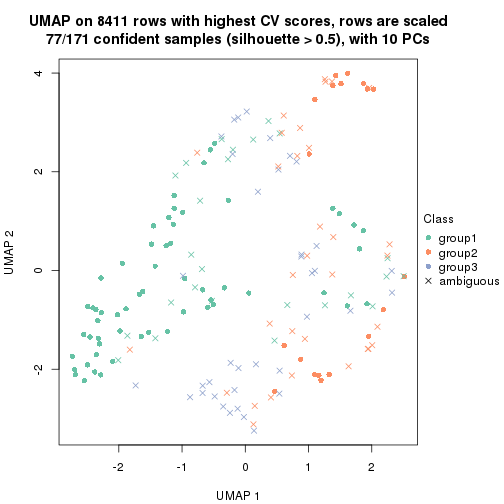 UMAP on 8411 rows with highest CV scores, rows are scaled
77/171 confident samples (silhouette > 0.5), with 10 PCs
4
2
0
-2
UMAP 2
-2
-1
0
1
2
UMAP 1
Class
group1
group2
group3
ambiguous